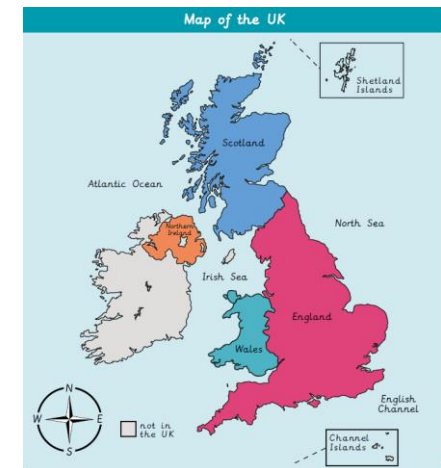 Map of the UK
Shetland
Islands
Scotland
Atlantic Ocean
Northern
Ireland
North Sea
Irish Sea
England
Wales
English
Channel
N
W
E
S
not in
the UK
Channel
Islands